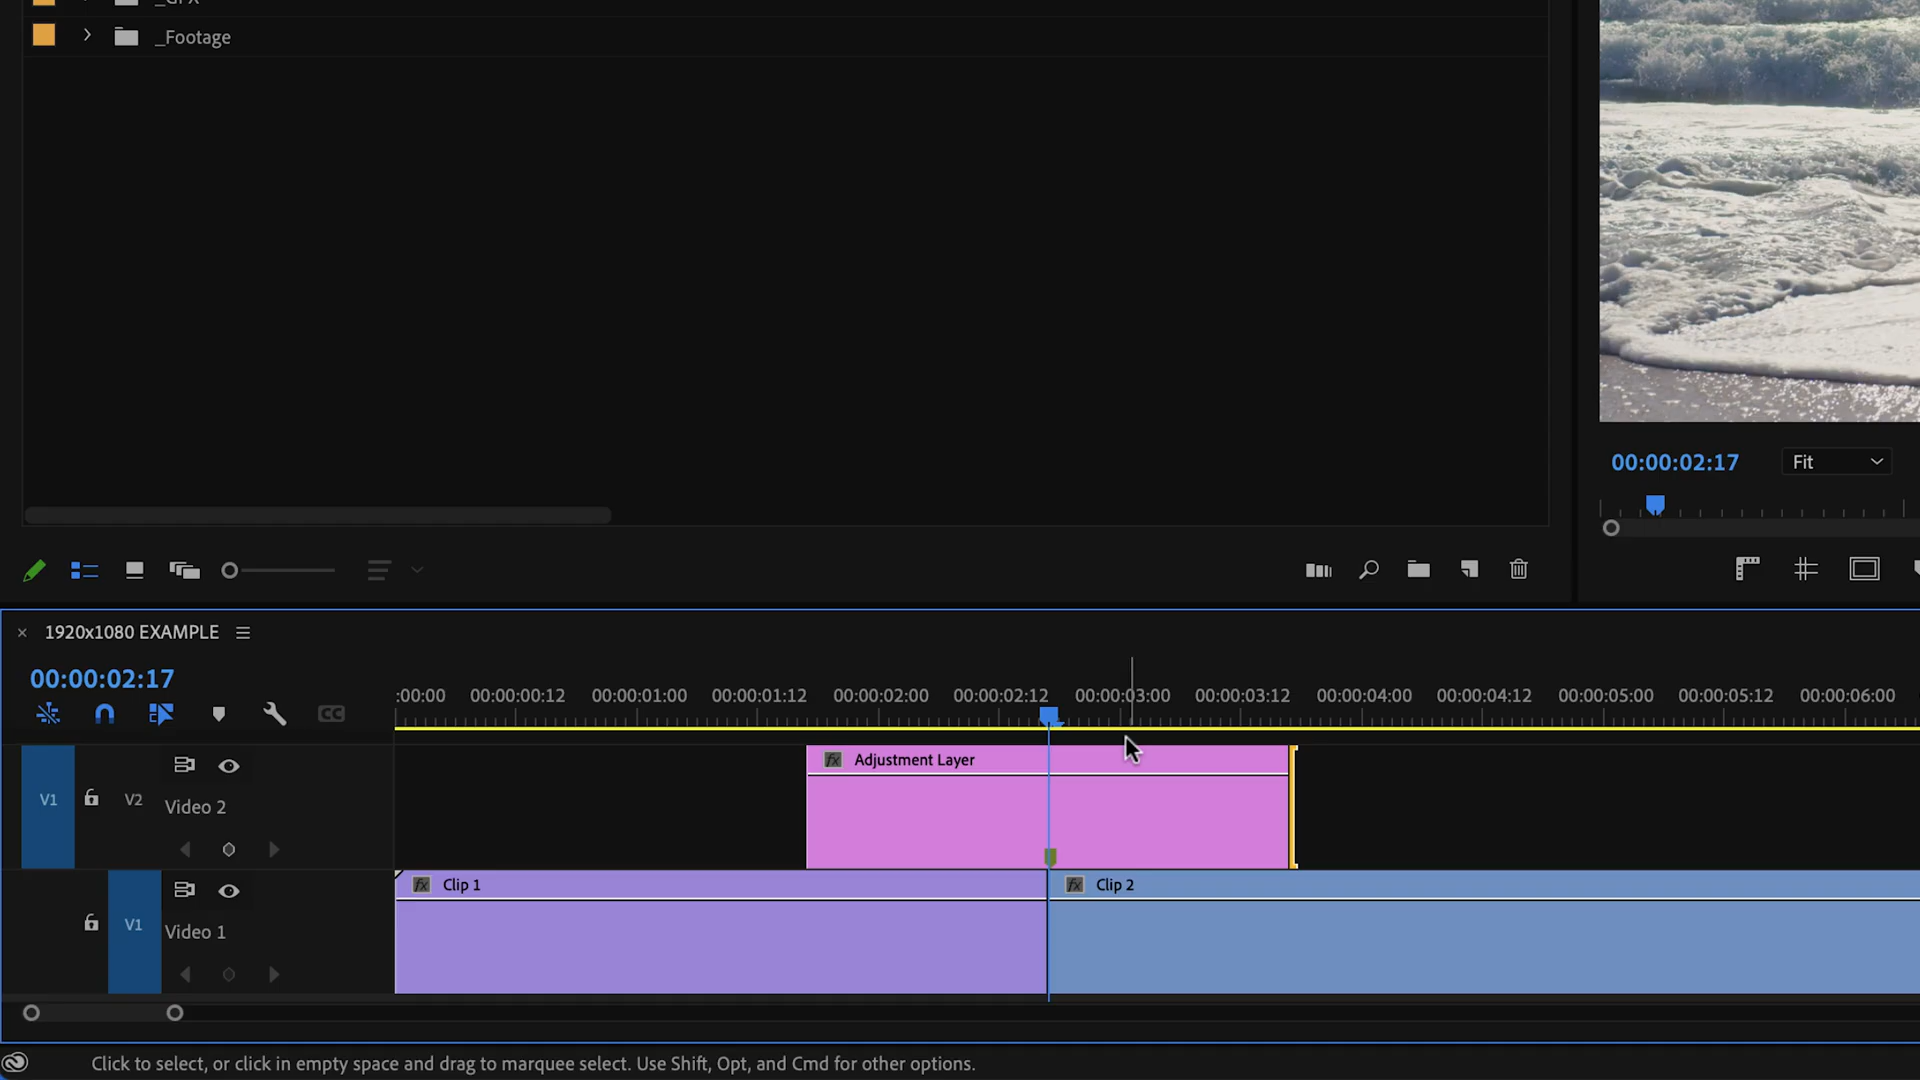 _GFX
_Footage
00:00:02:17
Fit
1920x1080 EXAMPLE
00:00:02:17
:00:00 00:00:00:12 00:00:01:00 00:00:01:12 00:00:02:00 00:00:02:12 00:00:03:00 00:00:03:12 00:00:04:00 00:00:04:12 00:00:05:00 00:00:05:12 00:00:06:00
CC
fx Adjustment Layer
V1 V2 Video 2
fx Clip 1 fx Clip 2
V1 Video 1
Click to select, or click in empty space and drag to marquee select. Use Shift, Opt, and Cmd for other options.